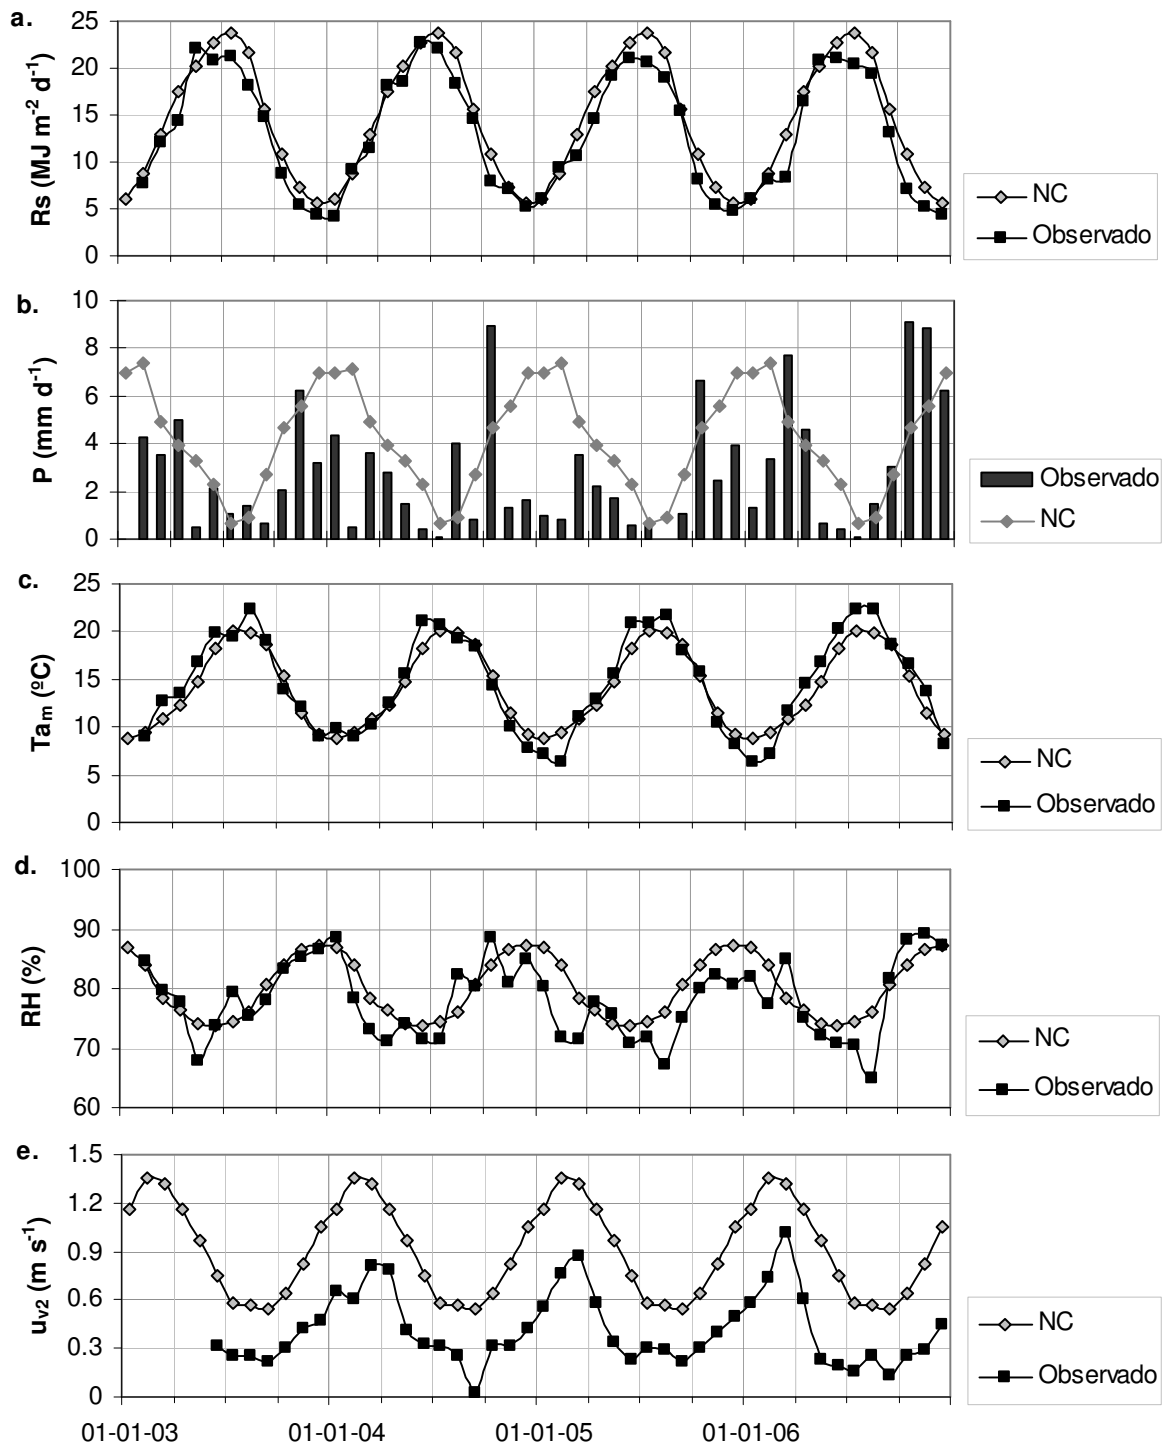 a.
25
20
15
10
5
0
Rs (MJ m-2 d-1)
NC
Observado
b.
10
8
6
4
2
0
P (mm d-1)
Observado
NC
c.
25
20
15
10
5
0
Tam (ºC)
NC
Observado
d.
100
90
80
70
60
RH (%)
NC
Observado
e.
1.5
1.2
0.9
0.6
0.3
0
uv2 (m s-1)
NC
Observado
01-01-03 01-01-04 01-01-05 01-01-06